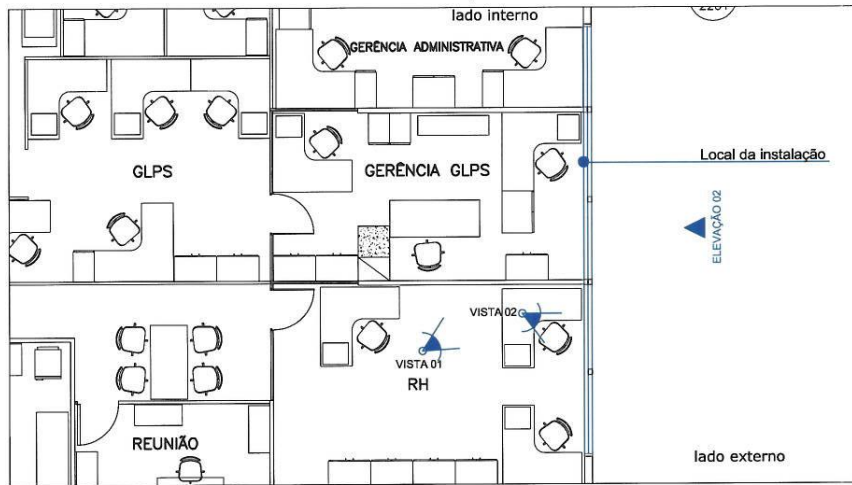 lado interno
GERÊNCIA ADMINISTRATIVA
GLPS
GERÊNCIA GLPS
Local da instalação
ELEVAÇÃO 02
VISTA 02
VISTA 01
RH
REUNIÃO
lado externo